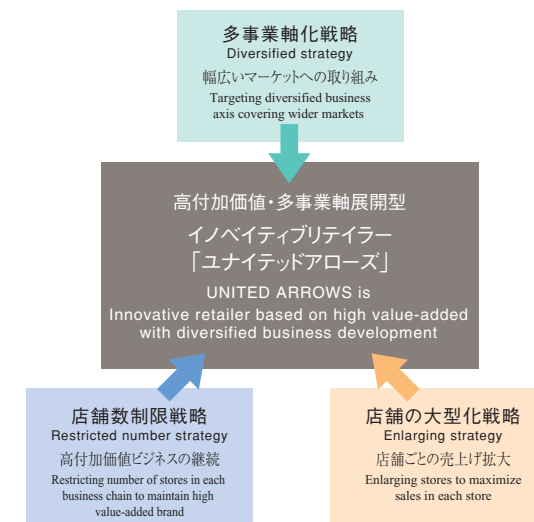 多事業軸化戦略
Diversified strategy
幅広いマーケットへの取り組み
Targeting diversified business
axis covering wider markets
高付加価値・多事業軸展開型
イノベイティブリテイラー
「ユナイテッドアローズ」
UNITED ARROWS is
Innovative retailer based on high value-added
with diversified business development
店舗数制限戦略
Restricted number strategy
高付加価値ビジネスの継続
Restricting number of stores in each
business chain to maintain high
value-added brand
店舗の大型化戦略
Enlarging strategy
店舗ごとの売上げ拡大
Enlarging stores to maximize
sales in each store